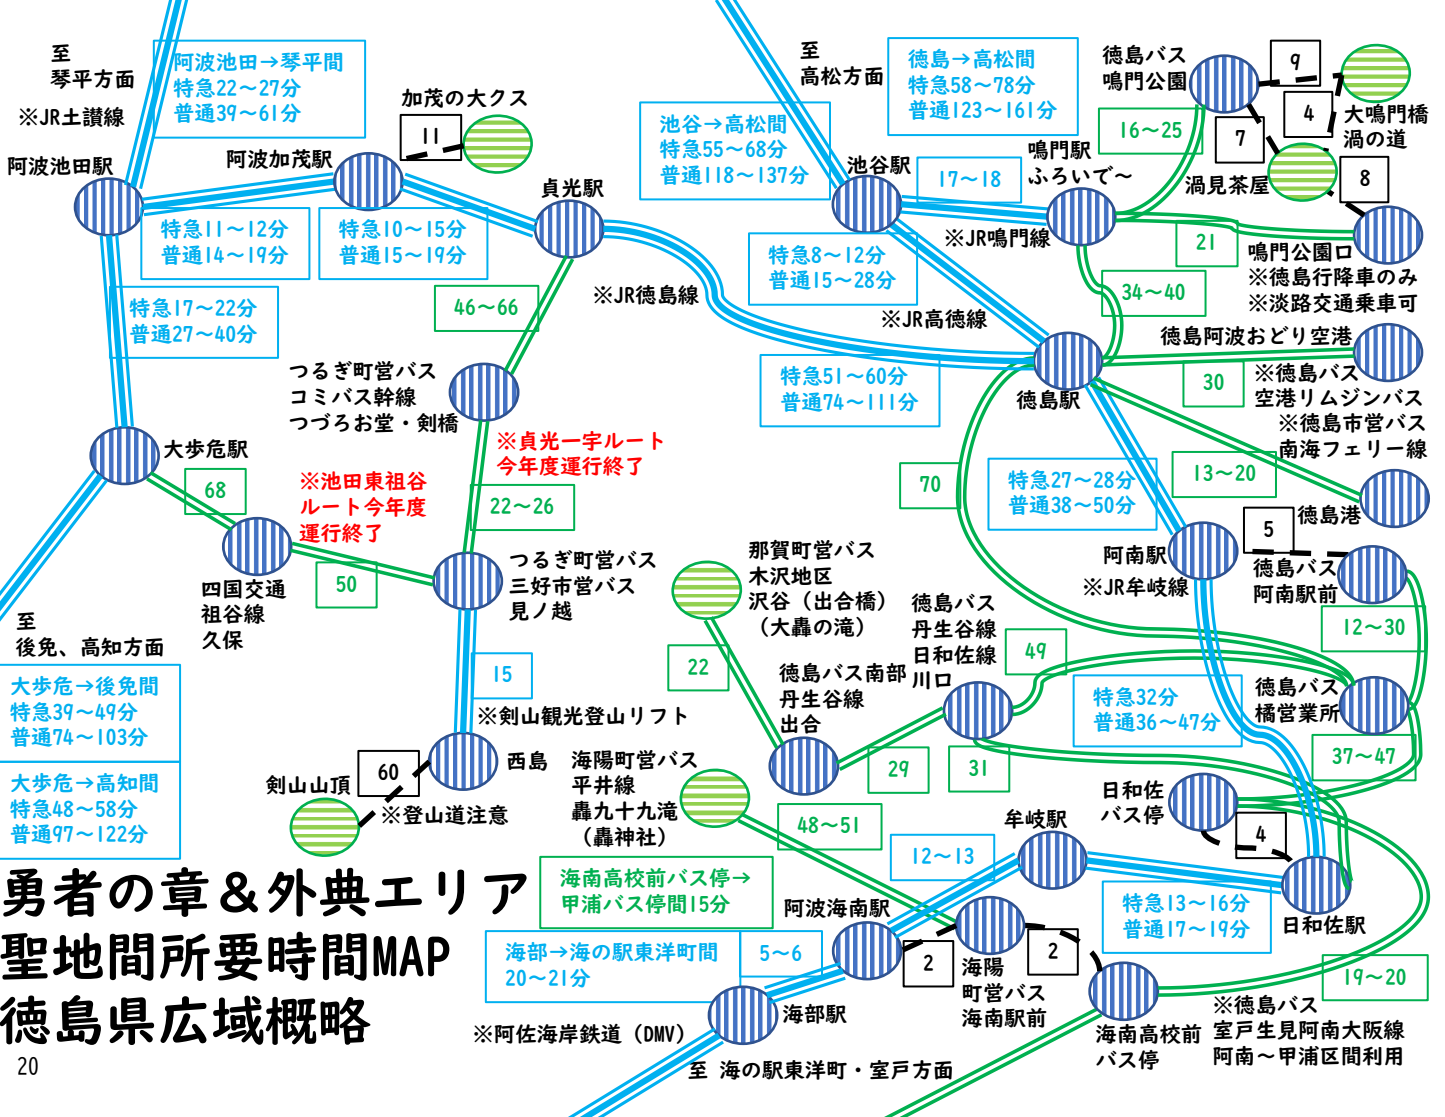 至
琴平方面
※JR土讃線
阿波池田→琴平間
特急22～27分
普通39～61分
阿波池田駅
阿波加茂駅
加茂の大クス
11
特急11～12分
普通14～19分
特急10～15分
普通15～19分
貞光駅
特急17～22分
普通27～40分
46～66
※JR徳島線
つるぎ町営バス
コミバス幹線
つづろお堂・剣橋
※貞光一宇ルート
今年度運行終了
22～26
大歩危駅
68
※池田東祖谷
ルート今年度
運行終了
四国交通
祖谷線
久保
50
つるぎ町営バス
三好市営バス
見ノ越
至
後免、高知方面
大歩危→後免間
特急39～49分
普通74～103分
大歩危→高知間
特急48～58分
普通97～122分
15
※剣山観光登山リフト
西島
60
剣山山頂
※登山道注意
至
高松方面
徳島→高松間
特急58～78分
普通123～161分
池谷→高松間
特急55～68分
普通118～137分
池谷駅
17～18
鳴門駅
ふろいで～
※JR鳴門線
特急8～12分
普通15～28分
※JR高徳線
徳島バス
鳴門公園
9
4
7
8
大鳴門橋
渦の道
渦見茶屋
16～25
21
鳴門公園口
※徳島行降車のみ
※淡路交通乗車可
34～40
徳島阿波おどり空港
30
※徳島バス
空港リムジンバス
※徳島市営バス
南海フェリー線
13～20
徳島港
徳島駅
特急51～60分
普通74～111分
70
特急27～28分
普通38～50分
阿南駅
※JR牟岐線
5
徳島バス
阿南駅前
12～30
那賀町営バス
木沢地区
沢谷（出合橋）
（大轟の滝）
22
徳島バス南部
丹生谷線
出合
29
徳島バス
丹生谷線
日和佐線
川口
49
31
特急32分
普通36～47分
徳島バス
橘営業所
37～47
日和佐
バス停
4
日和佐駅
海陽町営バス
平井線
轟九十九滝
（轟神社）
48～51
牟岐駅
12～13
特急13～16分
普通17～19分
海南高校前バス停→
甲浦バス停間15分
阿波海南駅
海部→海の駅東洋町間
20～21分
5～6
2
海陽
町営バス
海南駅前
2
海部駅
※阿佐海岸鉄道（DMV）
至 海の駅東洋町・室戸方面
海南高校前
バス停
19～20
※徳島バス
室戸生見阿南大阪線
阿南～甲浦区間利用
勇者の章＆外典エリア
聖地間所要時間MAP
徳島県広域概略
20